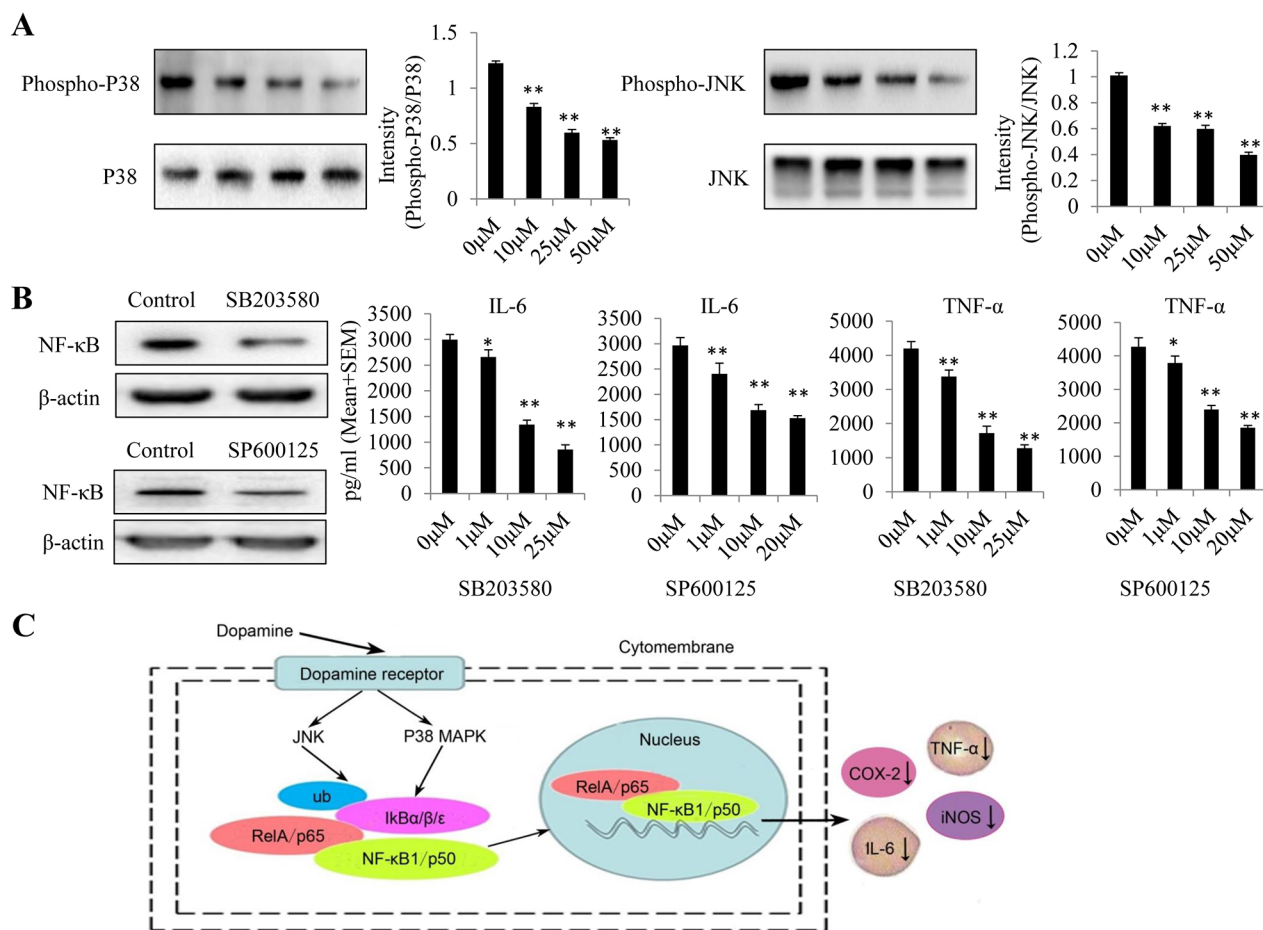 A
Phospho-P38
P38
Intensity
(Phospho-P38/P38)
1.5
1
0.5
0
0µM
10µM
25µM
50µM
**
**
**
Phospho-JNK
JNK
Intensity
(Phospho-JNK/JNK)
1.2
1
0.8
0.6
0.4
0.2
0
0µM
10µM
25µM
50µM
**
**
**
B
Control
SB203580
NF-κB
β-actin
Control
SP600125
NF-κB
β-actin
pg/ml (Mean+SEM)
IL-6
3500
3000
2500
2000
1500
1000
500
0
*
**
**
0µM
1µM
10µM
25µM
SB203580
IL-6
3500
3000
2500
2000
1500
1000
500
0
**
**
**
0µM
1µM
10µM
20µM
SP600125
TNF-α
5000
4000
3000
2000
1000
0
**
**
**
0µM
1µM
10µM
25µM
SB203580
TNF-α
5000
4000
3000
2000
1000
0
*
**
**
0µM
1µM
10µM
20µM
SP600125
C
Dopamine
Cytomembrane
Dopamine receptor
JNK
P38 MAPK
ub
IkBα/β/ε
RelA/p65
NF-κB1/p50
Nucleus
RelA/p65
NF-κB1/p50
COX-2↓
TNF-α↓
iNOS↓
IL-6↓